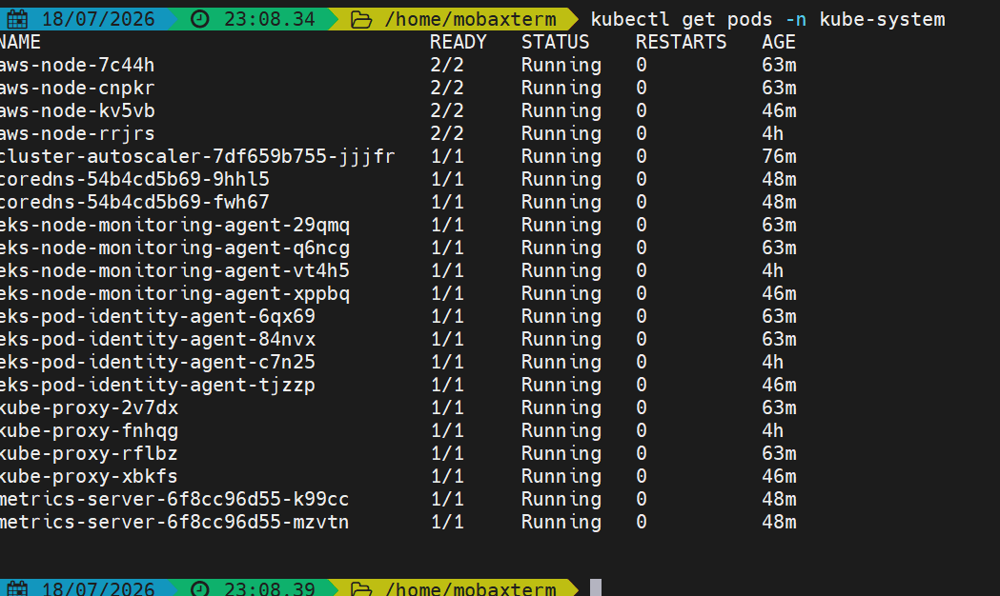 18/07/2026 23:08.34 /home/mobaxterm kubectl get pods -n kube-system
NAME READY STATUS RESTARTS AGE
aws-node-7c44h 2/2 Running 0 63m
aws-node-cnpkr 2/2 Running 0 63m
aws-node-kv5vb 2/2 Running 0 46m
aws-node-rrjrs 2/2 Running 0 4h
cluster-autoscaler-7df659b755-jjjfr 1/1 Running 0 76m
coredns-54b4cd5b69-9hhl5 1/1 Running 0 48m
coredns-54b4cd5b69-fwh67 1/1 Running 0 48m
eks-node-monitoring-agent-29qmq 1/1 Running 0 63m
eks-node-monitoring-agent-q6ncg 1/1 Running 0 63m
eks-node-monitoring-agent-vt4h5 1/1 Running 0 4h
eks-node-monitoring-agent-xppbq 1/1 Running 0 46m
eks-pod-identity-agent-6qx69 1/1 Running 0 63m
eks-pod-identity-agent-84nvx 1/1 Running 0 63m
eks-pod-identity-agent-c7n25 1/1 Running 0 4h
eks-pod-identity-agent-tjzzp 1/1 Running 0 46m
kube-proxy-2v7dx 1/1 Running 0 63m
kube-proxy-fnhqg 1/1 Running 0 4h
kube-proxy-rflbz 1/1 Running 0 63m
kube-proxy-xbkfs 1/1 Running 0 46m
metrics-server-6f8cc96d55-k99cc 1/1 Running 0 48m
metrics-server-6f8cc96d55-mzvtn 1/1 Running 0 48m
18/07/2026 23:08.39 /home/mobaxterm